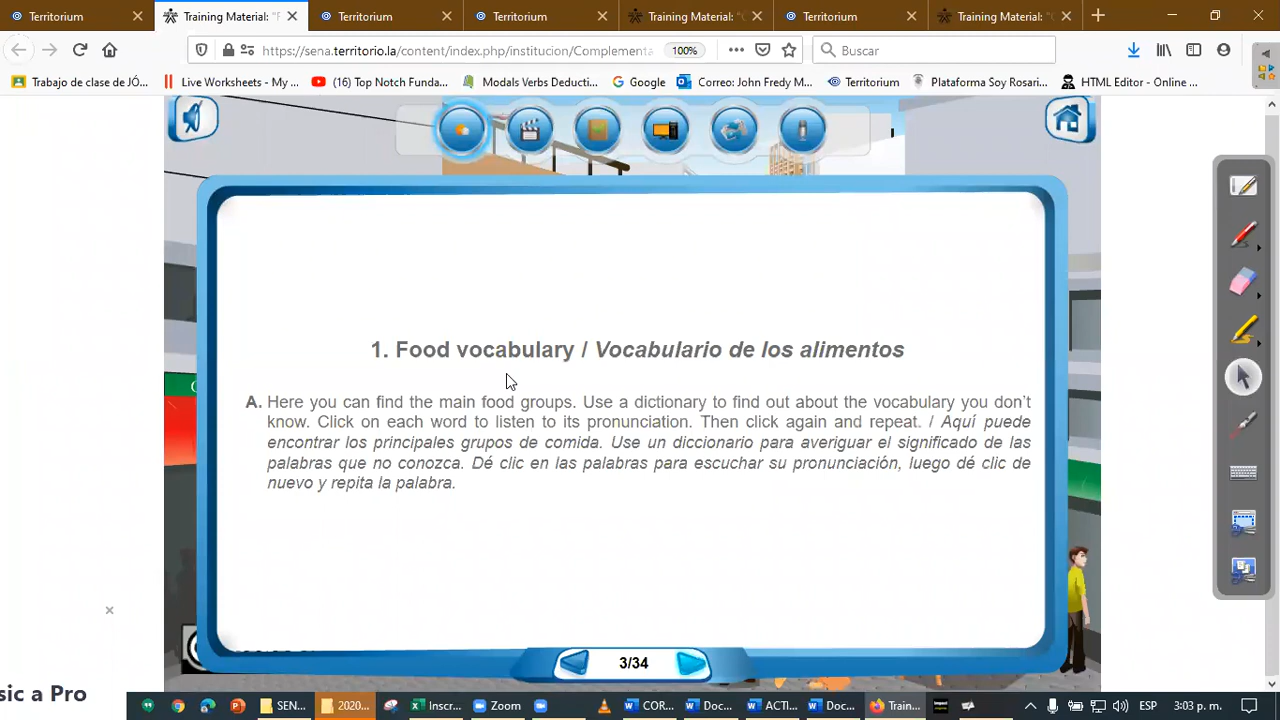 Territorium
Training Material: "F
Territorium
Territorium
Training Material: "C
Territorium
Training Material: "C
https://sena.territorio.la/content/index.php/institucion/Complementa
100%
Buscar
Trabajo de clase de JÓ...
Live Worksheets - My ...
(16) Top Notch Funda...
Modals Verbs Deductiv...
Google
Correo: John Fredy M...
Territorium
Plataforma Soy Rosari...
HTML Editor - Online ...
1. Food vocabulary / Vocabulario de los alimentos
A. Here you can find the main food groups. Use a dictionary to find out about the vocabulary you don't
know. Click on each word to listen to its pronunciation. Then click again and repeat. / Aquí puede
encontrar los principales grupos de comida. Use un diccionario para averiguar el significado de las
palabras que no conozca. Dé clic en las palabras para escuchar su pronunciación, luego dé clic de
nuevo y repita la palabra.
3/34
sic a Pro
SEN...
2020...
Inscr...
Zoom
COR...
Doc...
ACTI...
Doc...
Traini...
ESP
3:03 p. m.